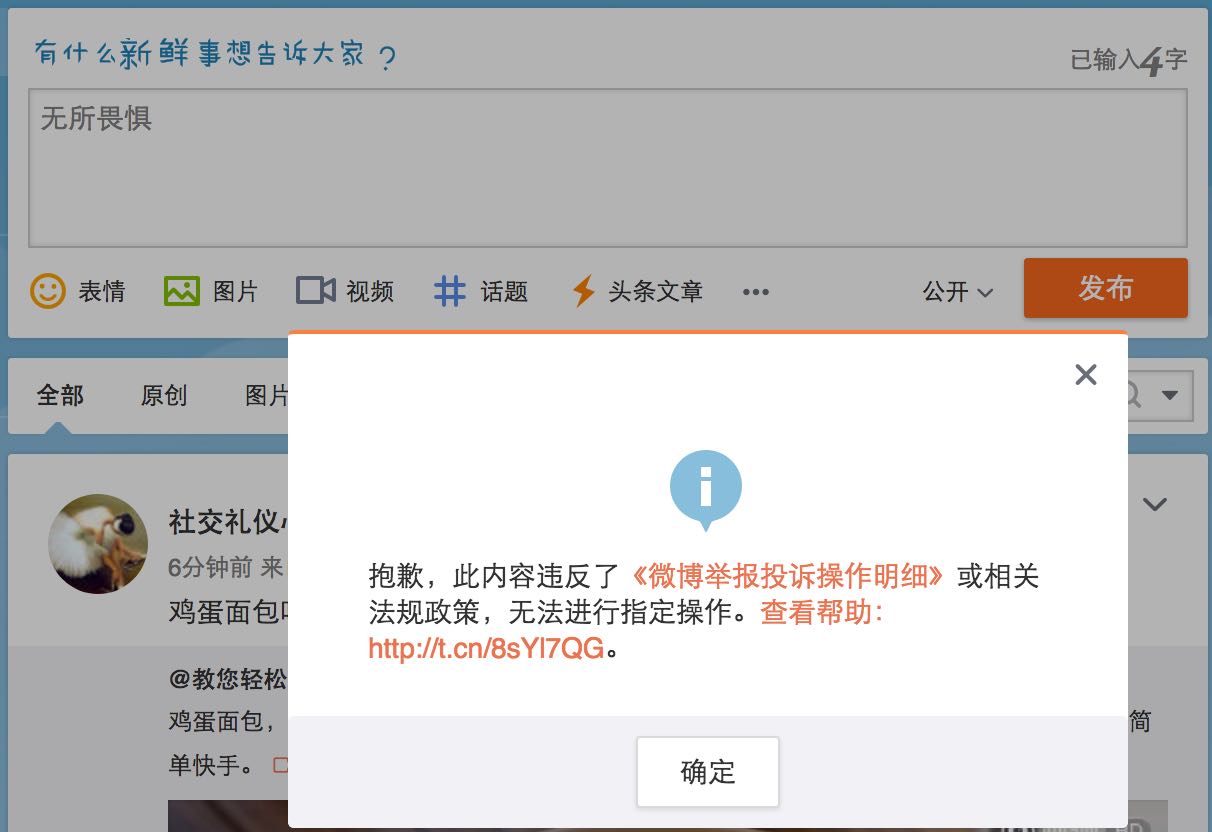 有什么新鲜事想告诉大家？
已输入4字
无所畏惧
表情 图片 视频 话题 头条文章 ••• 公开 发布
全部 原创 图片
社交礼仪
6分钟前 来
鸡蛋面包
抱歉，此内容违反了《微博举报投诉操作明细》或相关
法规政策，无法进行指定操作。查看帮助：
http://t.cn/8sYl7QG。
@教您轻松
鸡蛋面包， 简
单快手。
确定